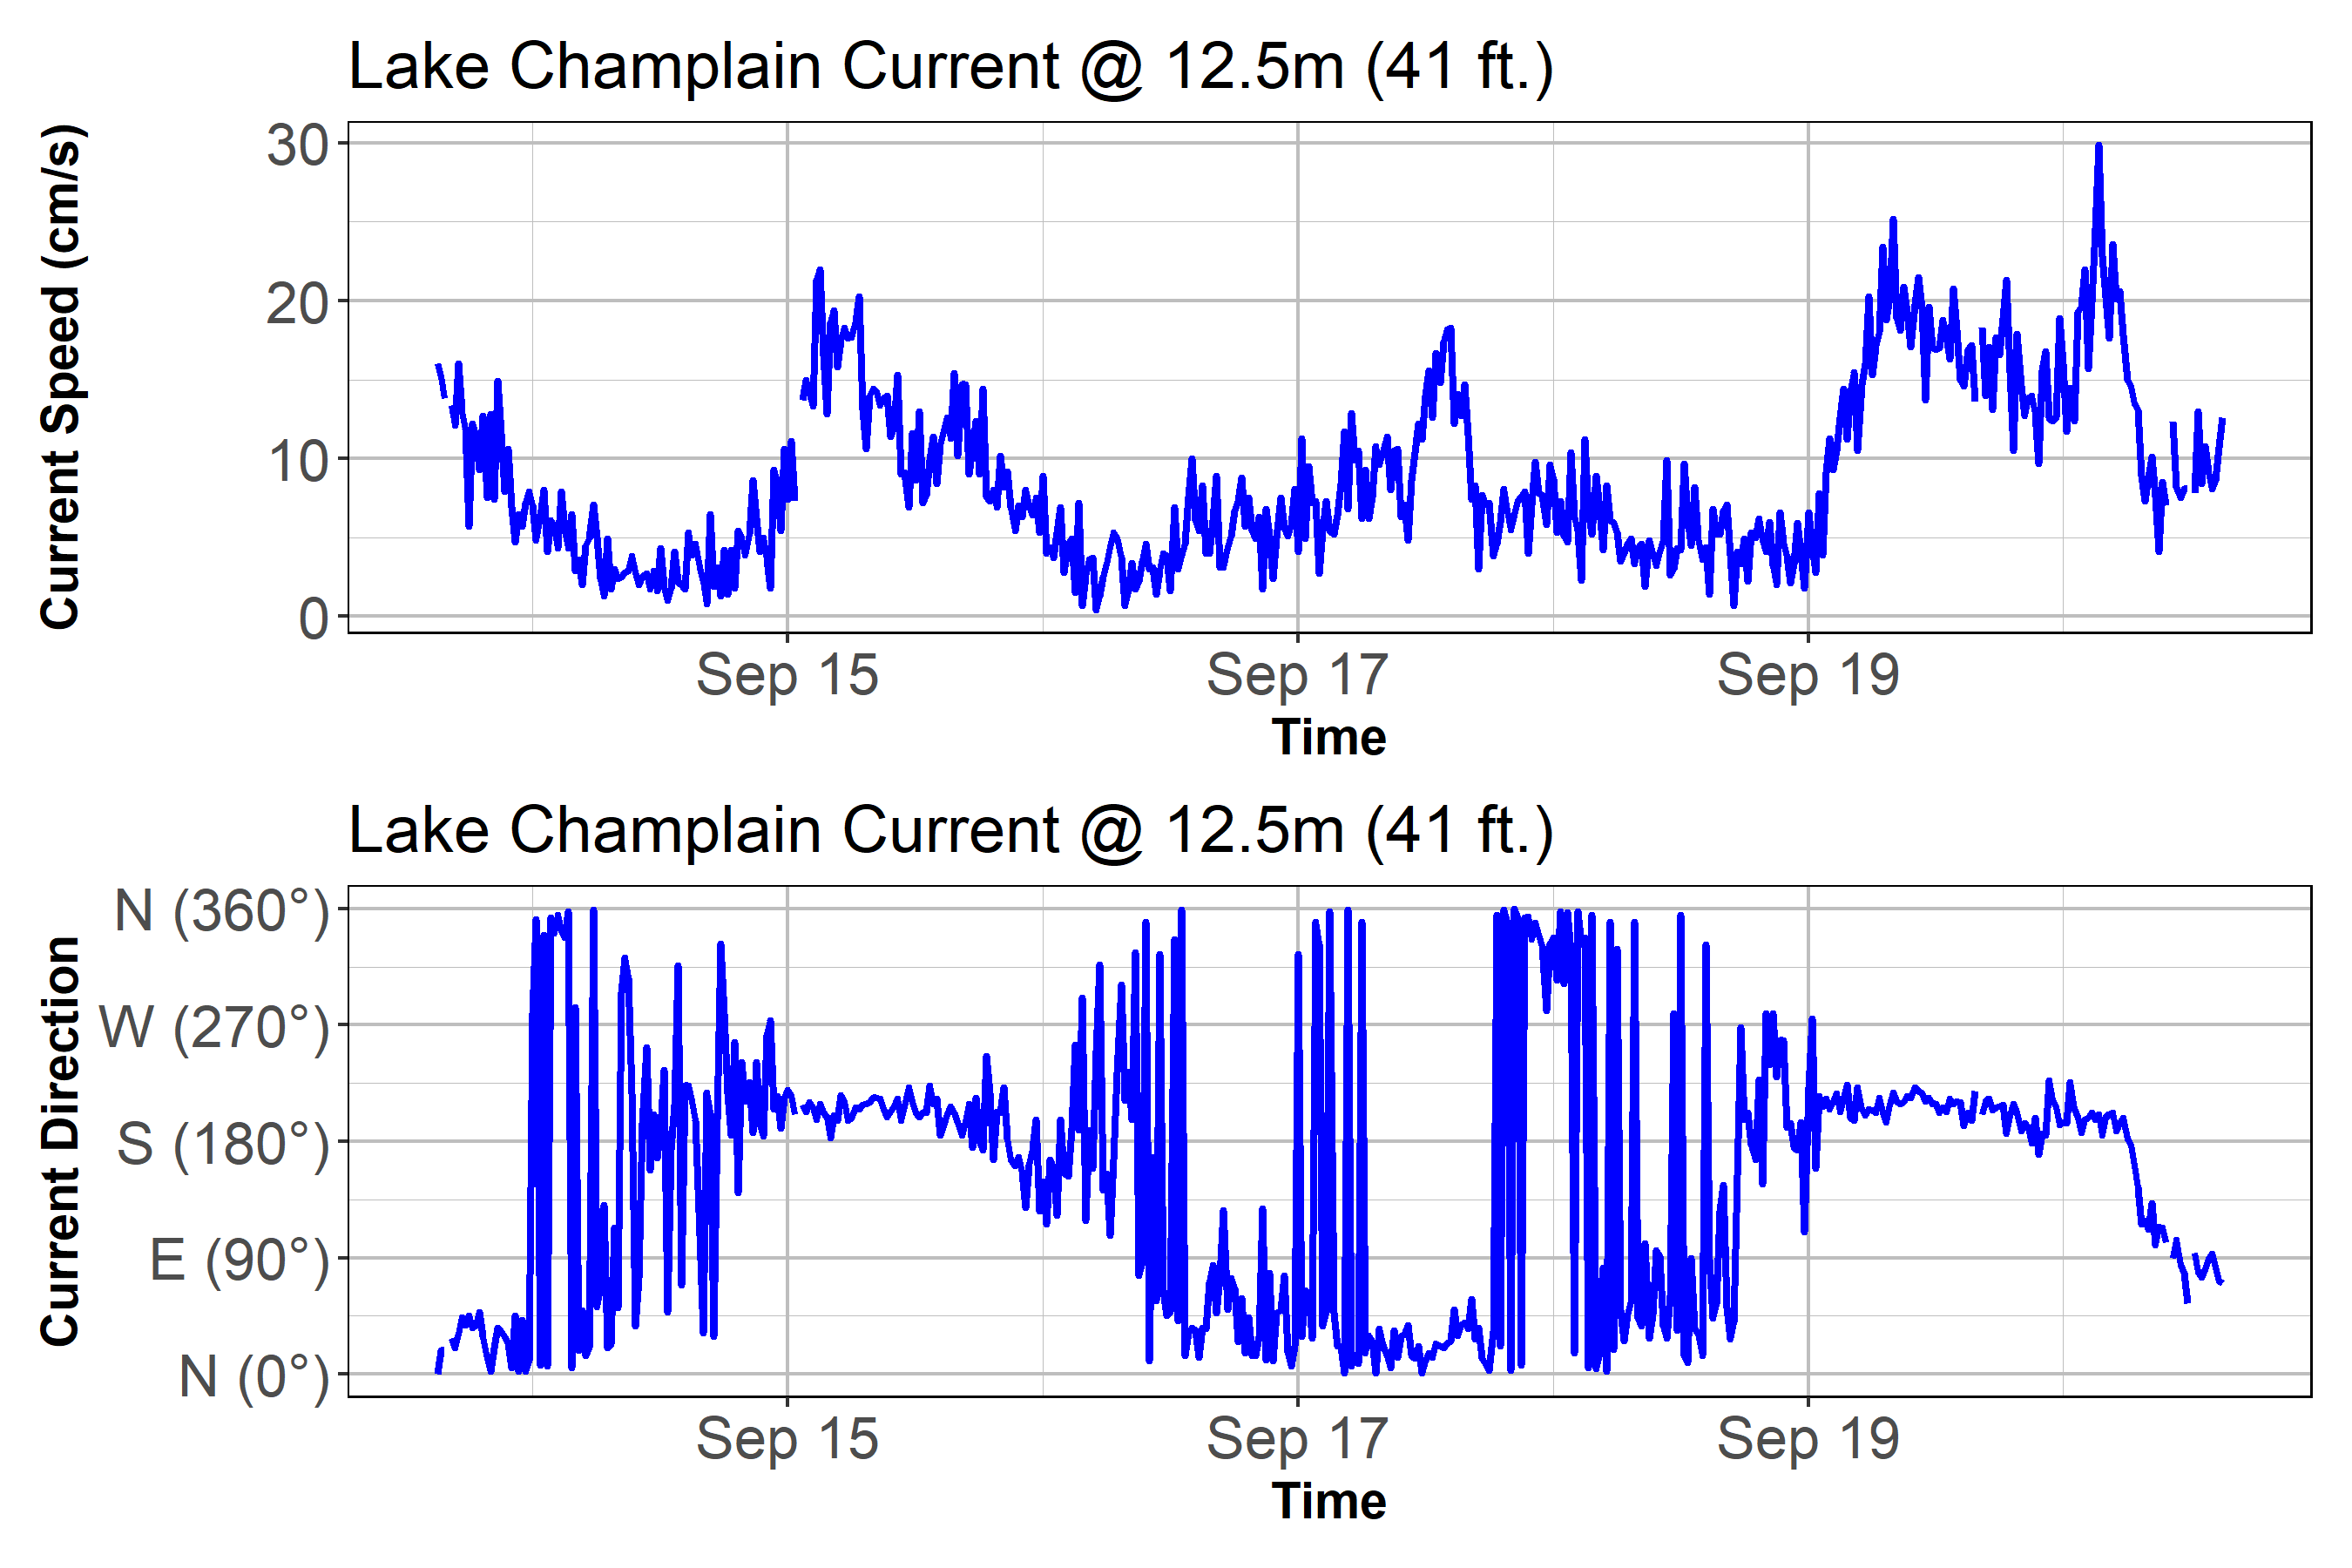 Lake Champlain Current @ 12.5m (41 ft.)
Current Speed (cm/s)
30
20
10
0
Sep 15 Sep 17 Sep 19
Time
Lake Champlain Current @ 12.5m (41 ft.)
Current Direction
N (360°)
W (270°)
S (180°)
E (90°)
N (0°)
Sep 15 Sep 17 Sep 19
Time